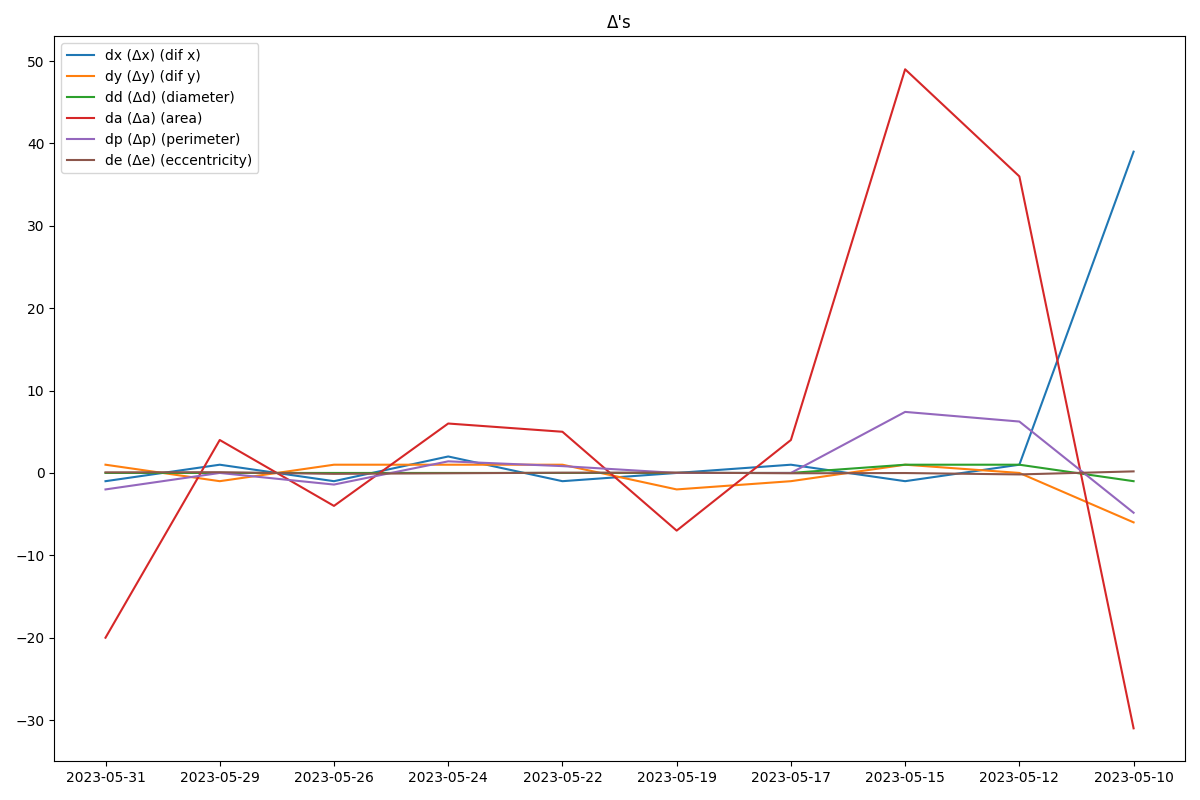 Δ's
dx (Δx) (dif x)
dy (Δy) (dif y)
dd (Δd) (diameter)
da (Δa) (area)
dp (Δp) (perimeter)
de (Δe) (eccentricity)
50
40
30
20
10
0
−10
−20
−30
2023-05-31 2023-05-29 2023-05-26 2023-05-24 2023-05-22 2023-05-19 2023-05-17 2023-05-15 2023-05-12 2023-05-10